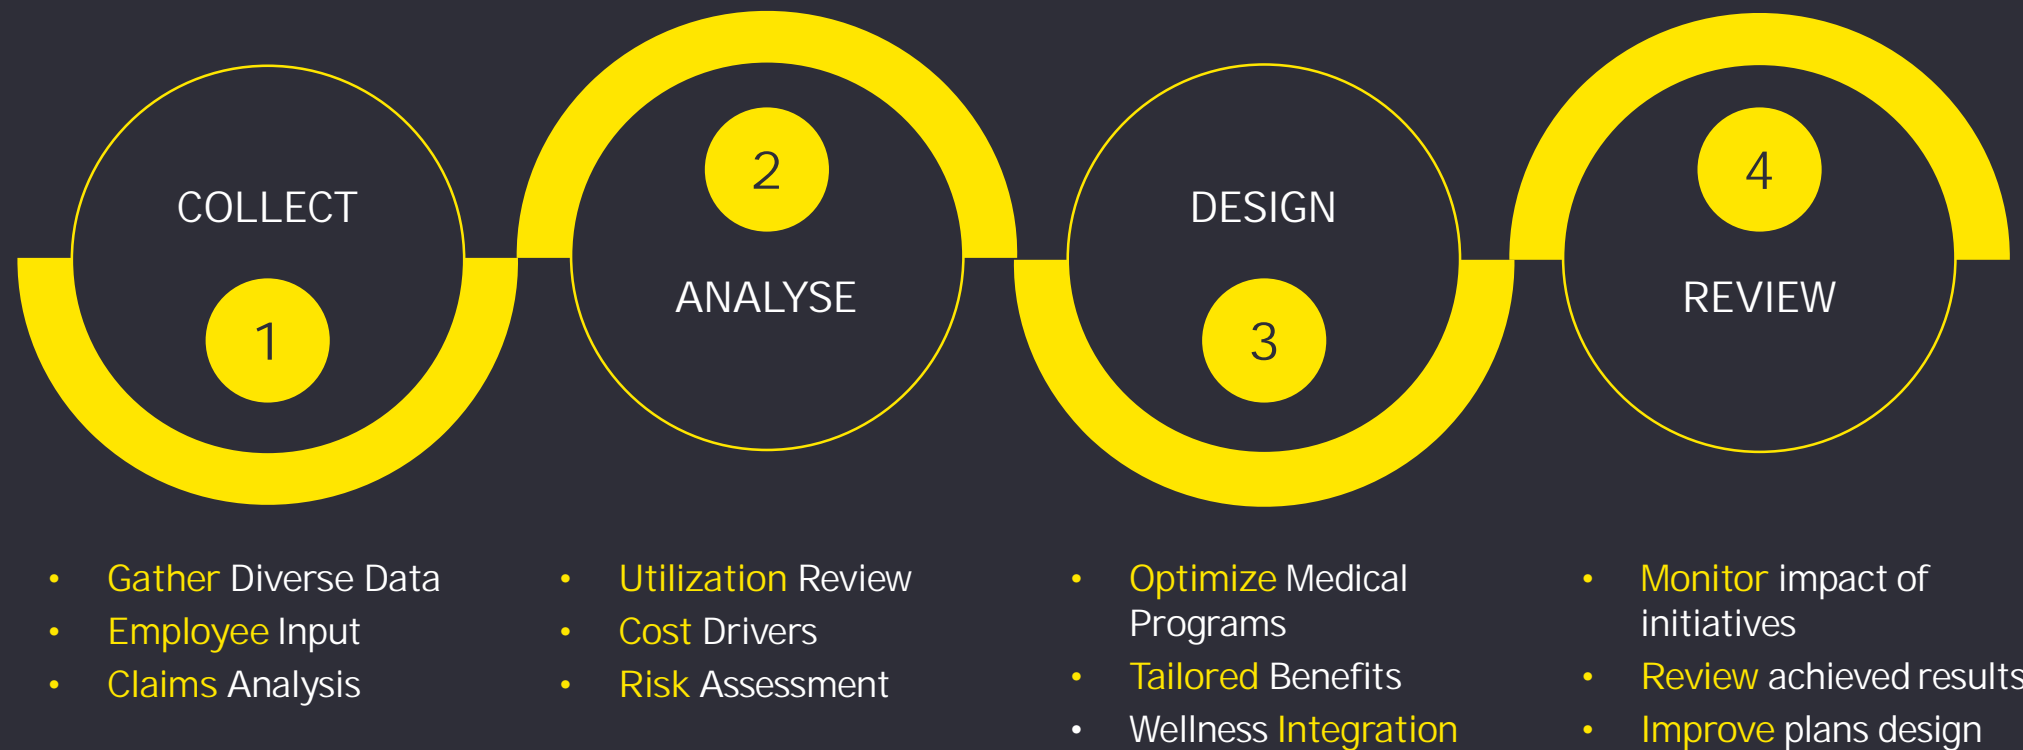 COLLECT
1
2
ANALYSE
DESIGN
3
4
REVIEW
• Gather Diverse Data
• Employee Input
• Claims Analysis
• Utilization Review
• Cost Drivers
• Risk Assessment
• Optimize Medical
Programs
• Tailored Benefits
• Wellness Integration
• Monitor impact of
initiatives
• Review achieved results
• Improve plans design